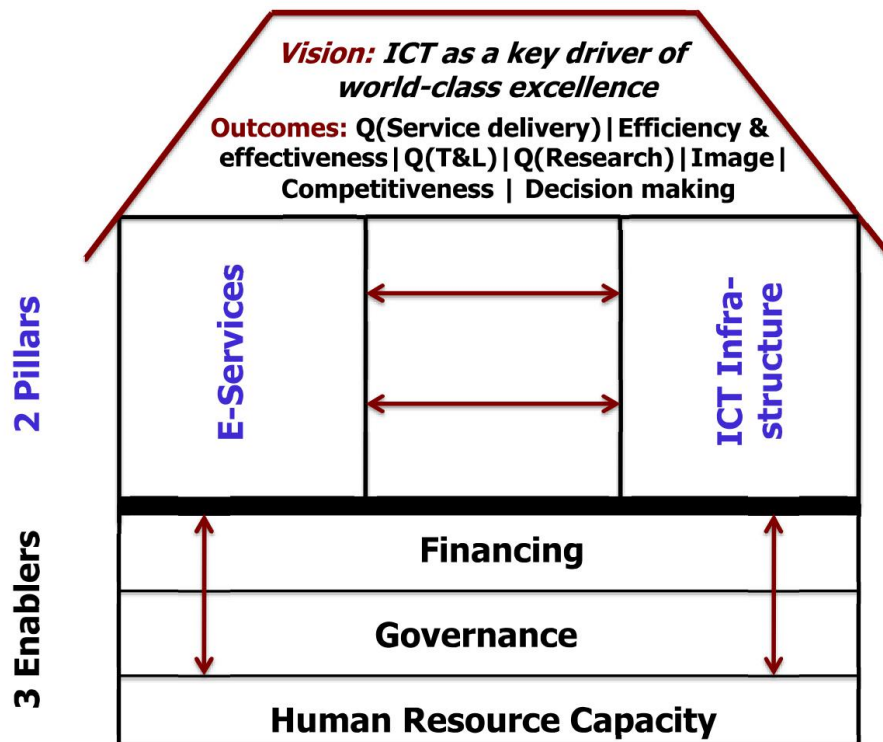 Vision: ICT as a key driver of
world-class excellence
Outcomes: Q(Service delivery)|Efficiency &
effectiveness|Q(T&L)|Q(Research)|Image|
Competitiveness | Decision making
2 Pillars
E-Services
ICT Infra-
structure
3 Enablers
Financing
Governance
Human Resource Capacity